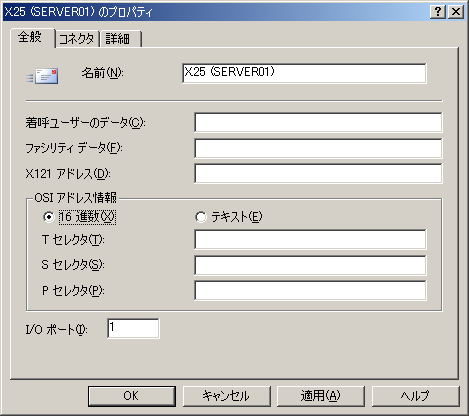 X.25 (SERVER01) のプロパティ
全般 コネクタ 詳細
名前(N): X.25 (SERVER01)
着呼ユーザーのデータ(C):
ファシリティ データ(F):
X.121 アドレス(D):
OSI アドレス情報
16 進数(X) テキスト(E)
T セレクタ(T):
S セレクタ(S):
P セレクタ(P):
I/O ポート(I): 1
OK キャンセル 適用(A) ヘルプ